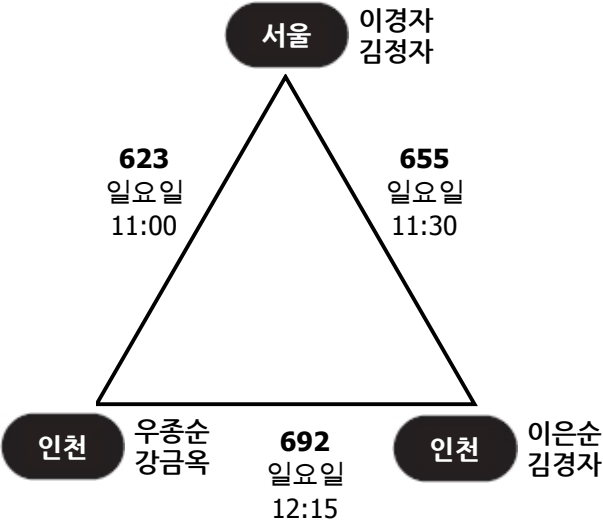 서울
이경자
김정자
623
일요일
11:00
655
일요일
11:30
인천
우종순
강금옥
692
일요일
12:15
인천
이은순
김경자